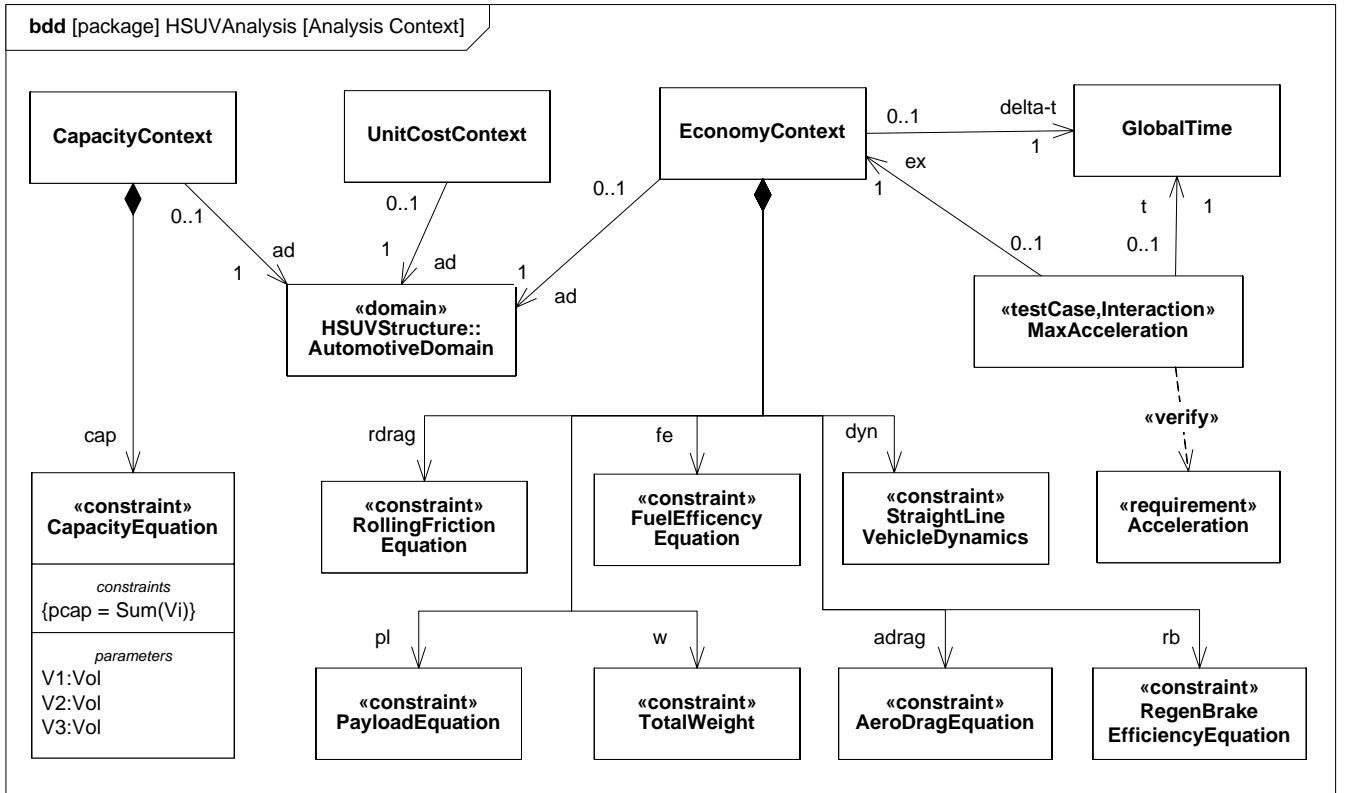 bdd [package] HSUVAnalysis [Analysis Context]
CapacityContext
UnitCostContext
EconomyContext
GlobalTime
0..1
delta-t
1
ex
1
0..1
0..1
0..1
t
1
0..1
0..1
ad
1
1
ad
1
ad
«domain»
HSUVStructure::
AutomotiveDomain
«testCase,Interaction»
MaxAcceleration
«verify»
cap
rdrag
fe
dyn
«constraint»
CapacityEquation
constraints
{pcap = Sum(Vi)}
parameters
V1:Vol
V2:Vol
V3:Vol
«constraint»
RollingFriction
Equation
«constraint»
FuelEfficency
Equation
«constraint»
StraightLine
VehicleDynamics
«requirement»
Acceleration
pl
w
adrag
rb
«constraint»
PayloadEquation
«constraint»
TotalWeight
«constraint»
AeroDragEquation
«constraint»
RegenBrake
EfficiencyEquation